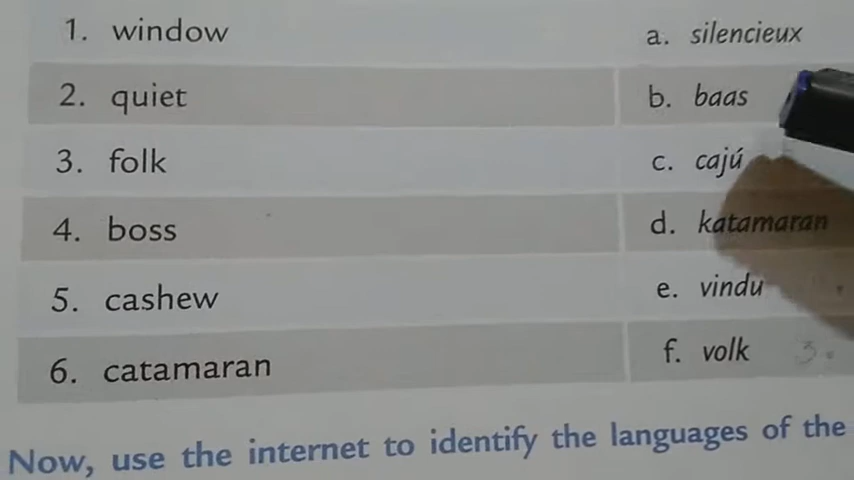 1. window a. silencieux
2. quiet b. baas
3. folk c. cajú
4. boss d. katamaran
5. cashew e. vindu
6. catamaran f. volk 3.
Now, use the internet to identify the languages of the